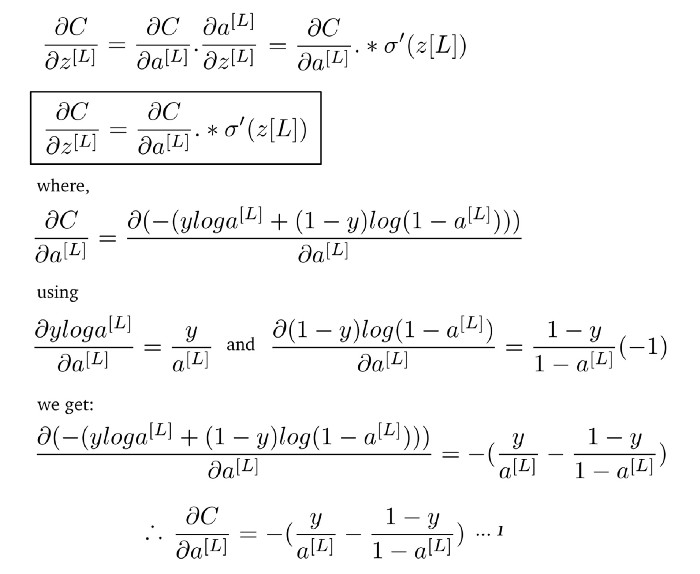 ∂C/∂z^[L] = ∂C/∂a^[L] . ∂a^[L]/∂z^[L] = ∂C/∂a^[L] .* σ′(z[L])
∂C/∂z^[L] = ∂C/∂a^[L] .* σ′(z[L])
where,
∂C/∂a^[L] = ∂(−(yloga^[L] + (1 − y)log(1 − a^[L])))/∂a^[L]
using
∂yloga^[L]/∂a^[L] = y/a^[L] and ∂(1 − y)log(1 − a^[L])/∂a^[L] = (1 − y)/(1 − a^[L]) (−1)
we get:
∂(−(yloga^[L] + (1 − y)log(1 − a^[L])))/∂a^[L] = −(y/a^[L] − (1 − y)/(1 − a^[L]))
∴ ∂C/∂a^[L] = −(y/a^[L] − (1 − y)/(1 − a^[L])) ... 1